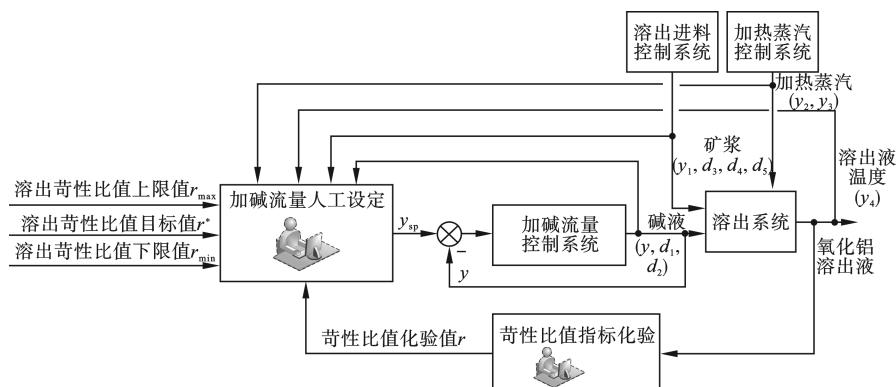 溶出进料
控制系统
加热蒸汽
控制系统
加热蒸汽
(y₂, y₃)
矿浆
(y₁, d₃, d₄, d₅)
溶出液
温度
(y₄)
溶出苛性比值上限值rmax
溶出苛性比值目标值r*
溶出苛性比值下限值rmin
加碱流量人工设定
ysp
−
y
加碱流量
控制系统
碱液
(y, d₁,
d₂)
溶出系统
氧化铝
溶出液
苛性比值化验值r
苛性比值指标化验